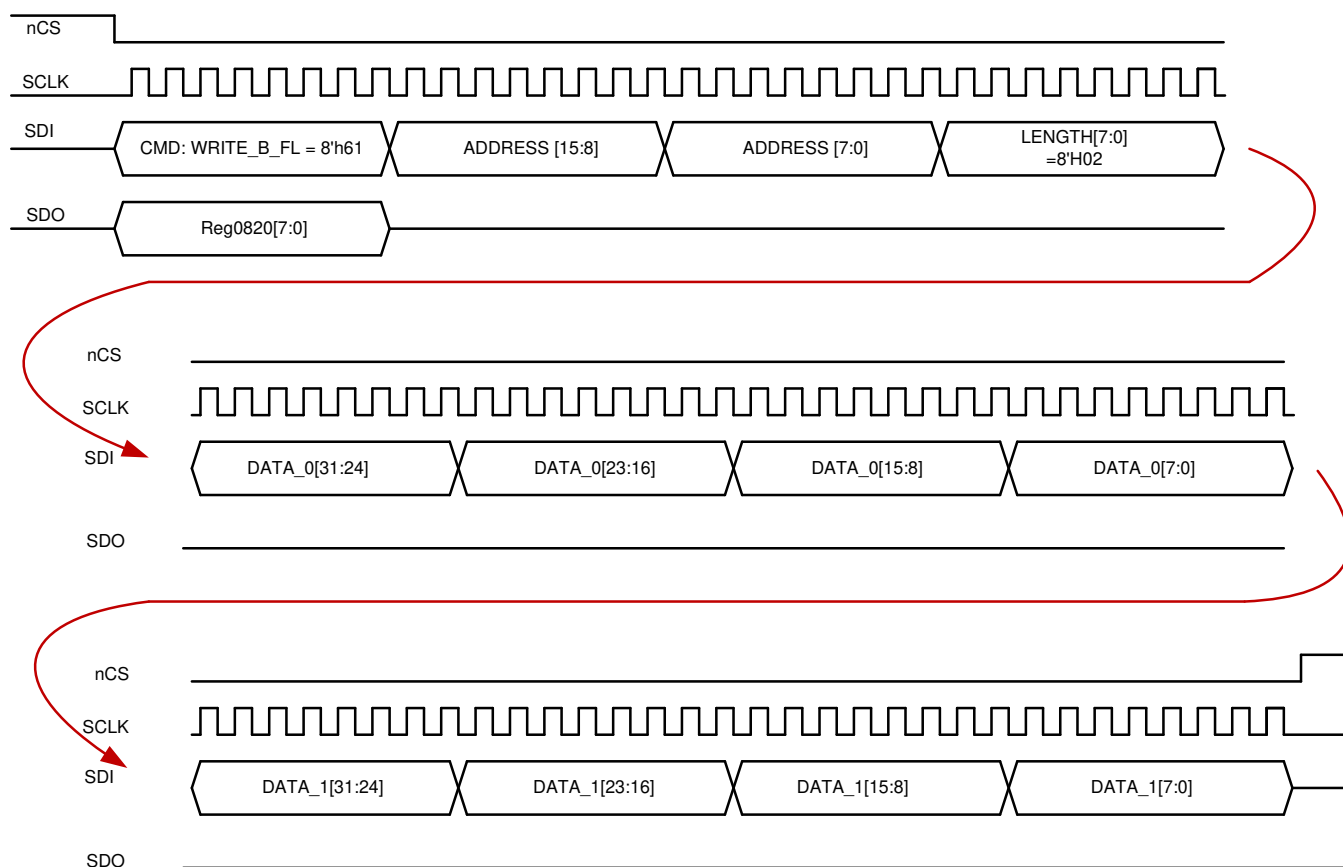 nCS
SCLK
SDI
CMD: WRITE_B_FL = 8'h61
ADDRESS [15:8]
ADDRESS [7:0]
LENGTH[7:0]
=8'H02
SDO
Reg0820[7:0]
nCS
SCLK
SDI
DATA_0[31:24]
DATA_0[23:16]
DATA_0[15:8]
DATA_0[7:0]
SDO
nCS
SCLK
SDI
DATA_1[31:24]
DATA_1[23:16]
DATA_1[15:8]
DATA_1[7:0]
SDO